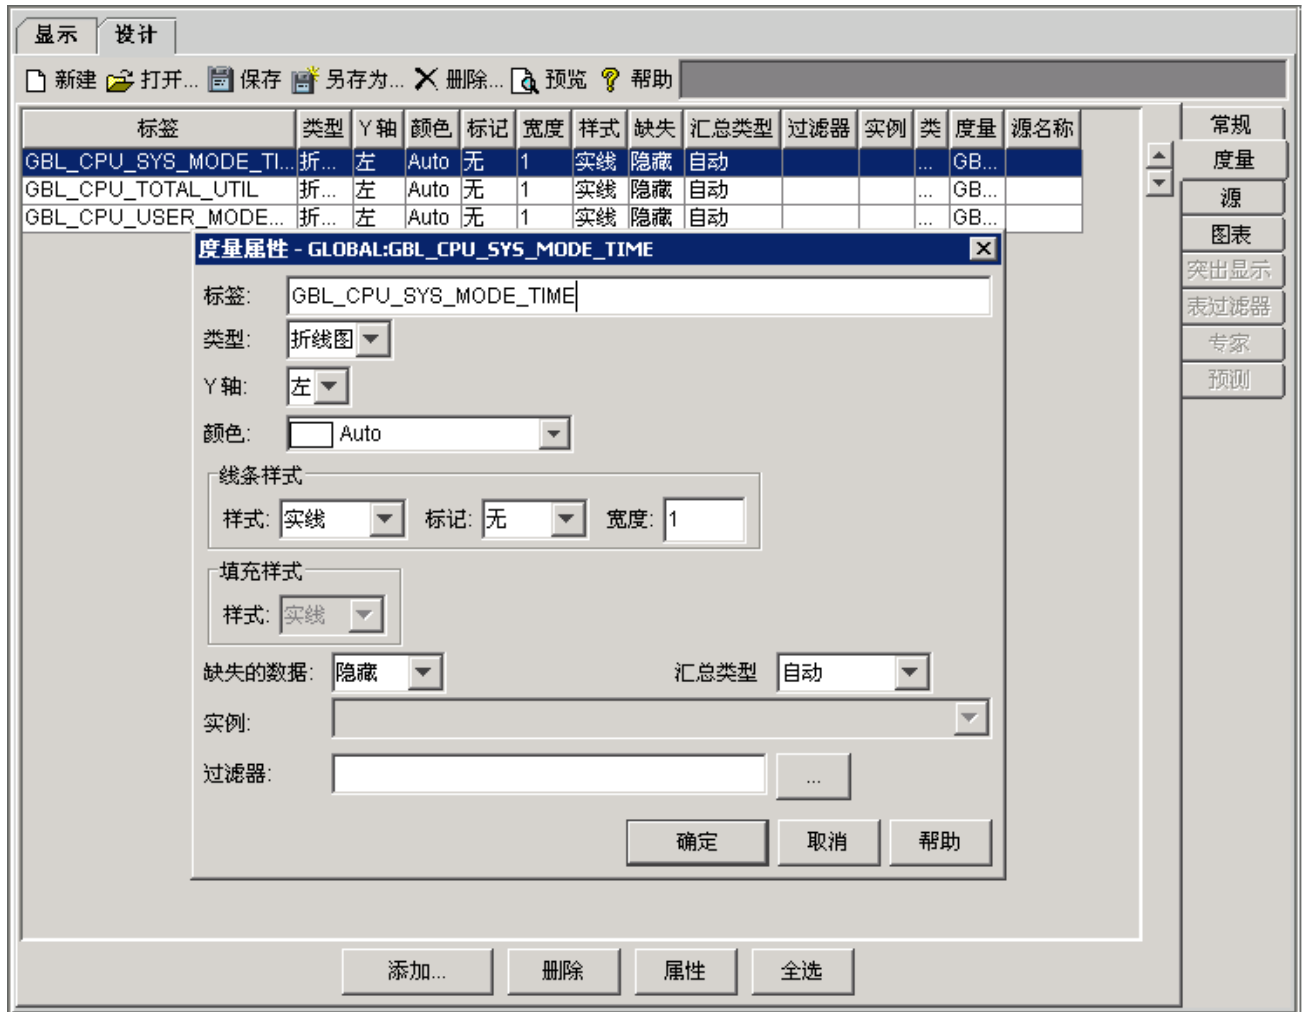 显示 设计
新建 打开... 保存 另存为... 删除... 预览 帮助
标签 类型 Y 轴 颜色 标记 宽度 样式 缺失 汇总类型 过滤器 实例 类 度量 源名称
GBL_CPU_SYS_MODE_TI... 折... 左 Auto 无 1 实线 隐藏 自动 ... GB...
GBL_CPU_TOTAL_UTIL 折... 左 Auto 无 1 实线 隐藏 自动 ... GB...
GBL_CPU_USER_MODE... 折... 左 Auto 无 1 实线 隐藏 自动 ... GB...
常规
度量
源
图表
突出显示
表过滤器
专家
预测
度量属性 - GLOBAL:GBL_CPU_SYS_MODE_TIME
标签: GBL_CPU_SYS_MODE_TIME
类型: 折线图
Y 轴: 左
颜色: Auto
线条样式
样式: 实线 标记: 无 宽度: 1
填充样式
样式: 实线
缺失的数据: 隐藏 汇总类型 自动
实例:
过滤器: ...
确定 取消 帮助
添加... 删除 属性 全选